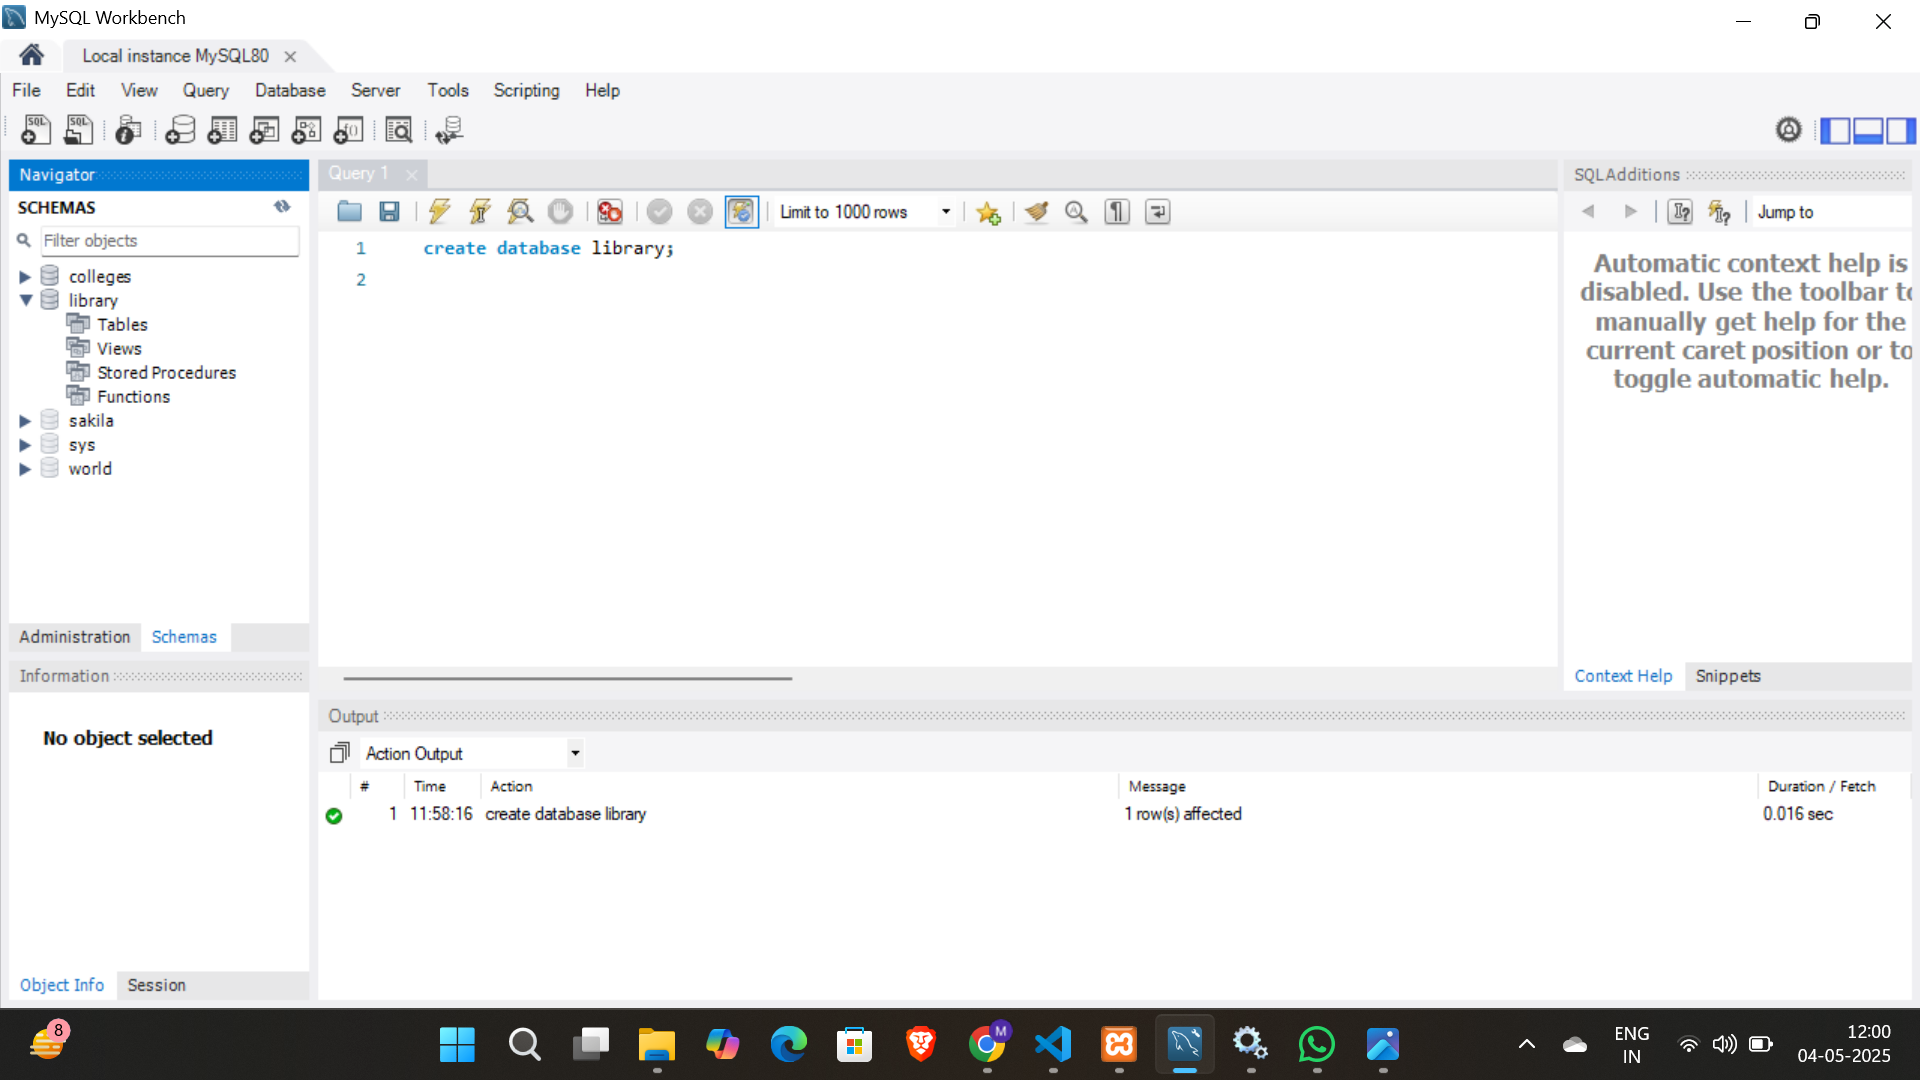 MySQL Workbench
Local instance MySQL80
File Edit View Query Database Server Tools Scripting Help
SQL SQL
Navigator
SCHEMAS
Filter objects
colleges
library
Tables
Views
Stored Procedures
Functions
sakila
sys
world
Administration Schemas
Information
No object selected
Object Info Session
Query 1
Limit to 1000 rows
1 create database library;
2
SQLAdditions
Jump to
Automatic context help is
disabled. Use the toolbar to
manually get help for the
current caret position or to
toggle automatic help.
Context Help Snippets
Output
Action Output
# Time Action Message Duration / Fetch
1 11:58:16 create database library 1 row(s) affected 0.016 sec
8
M
ENG
IN
12:00
04-05-2025